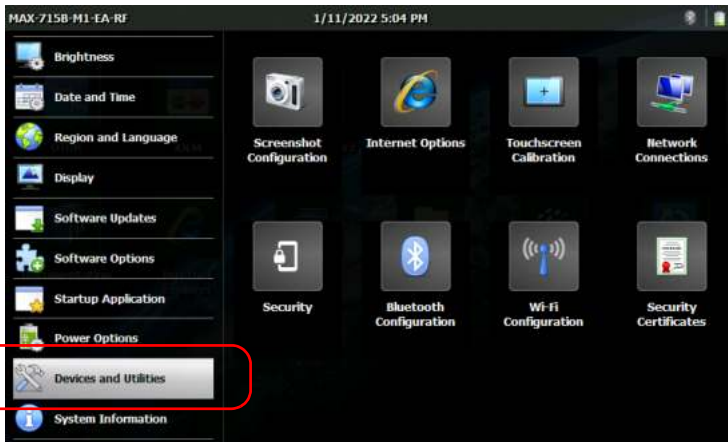 MAX-715B-M1-EA-RF
1/11/2022 5:04 PM
Brightness
Date and Time
Region and Language
Display
Software Updates
Software Options
Startup Application
Power Options
Devices and Utilities
System Information
Screenshot
Configuration
Internet Options
Touchscreen
Calibration
Network
Connections
Security
Bluetooth
Configuration
Wi-Fi
Configuration
Security
Certificates